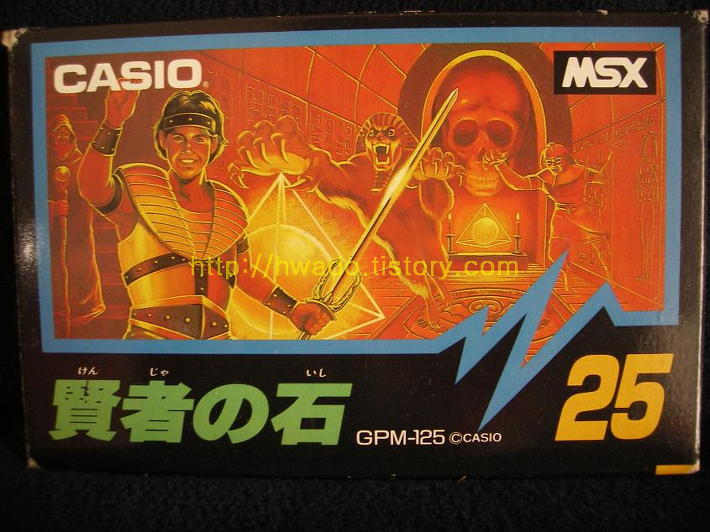 CASIO®
MSX
http://hwado.tistory.com
けん じゃ いし
賢者の石
GPM-125 ©CASIO
25